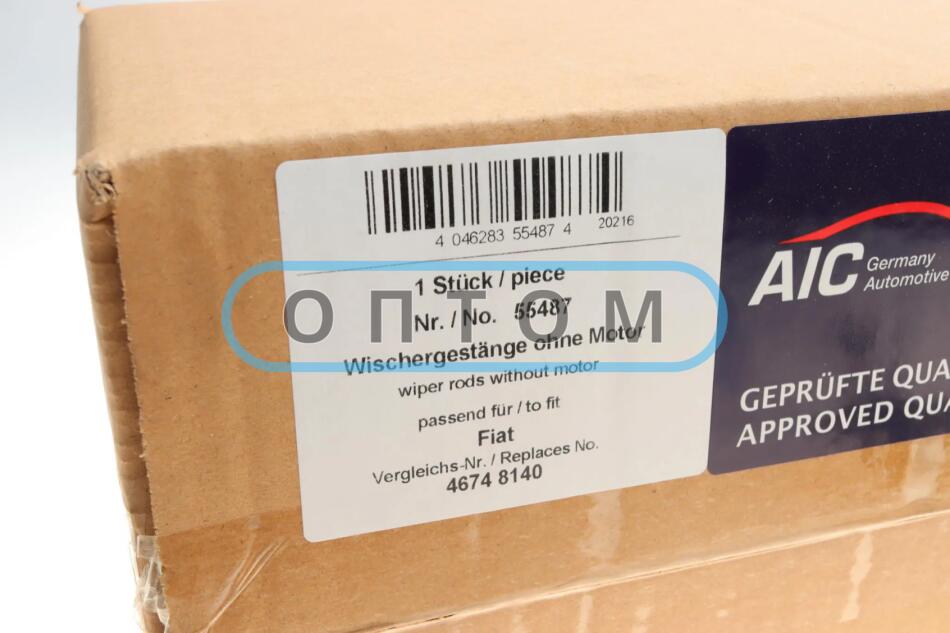 4 046283 55487 4 20216
1 Stück / piece
Nr. / No. 55487
Wischergestänge ohne Motor
wiper rods without motor
passend für / to fit
Fiat
Vergleichs-Nr. / Replaces No.
4674 8140
ОПТОМ
AIC Germany
Automotive
GEPRÜFTE QUA
APPROVED QUA